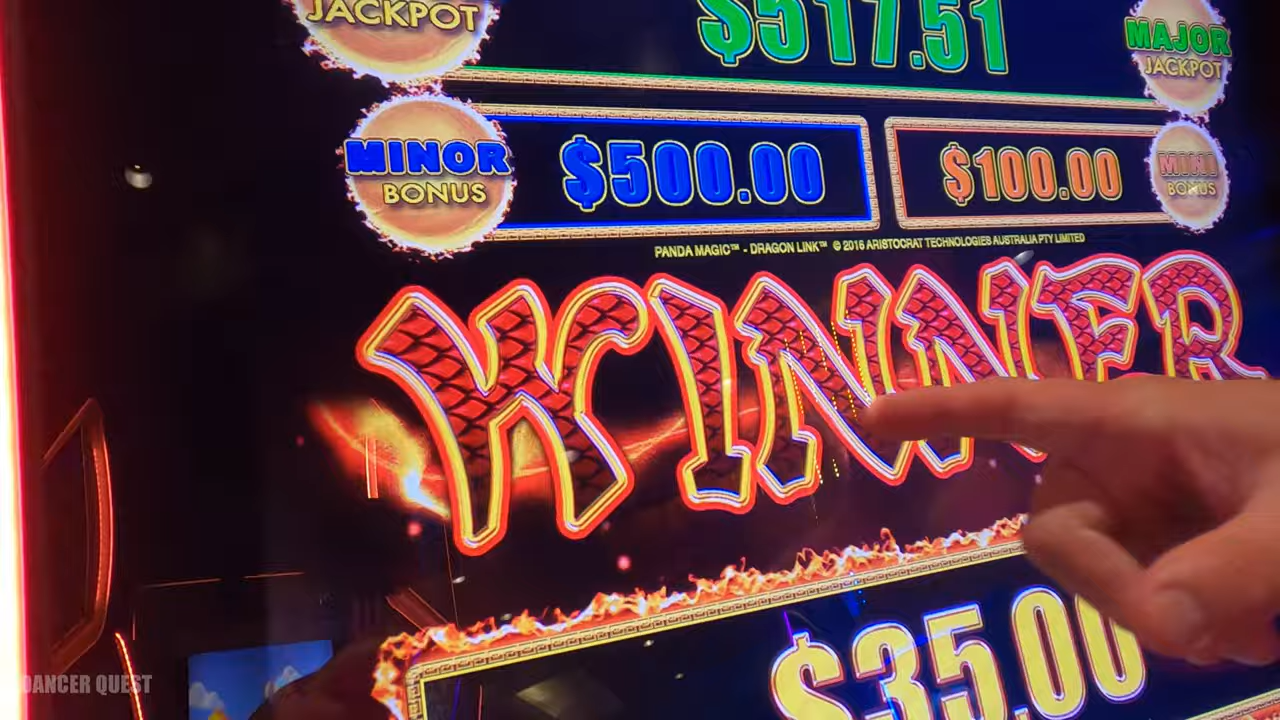 JACKPOT
$517.51
MAJOR
JACKPOT
MINOR
BONUS
$500.00
$100.00
MINI
BONUS
PANDA MAGIC™ - DRAGON LINK™ © 2016 ARISTOCRAT TECHNOLOGIES AUSTRALIA PTY LIMITED
WINNER
$35.00
DANCER QUEST